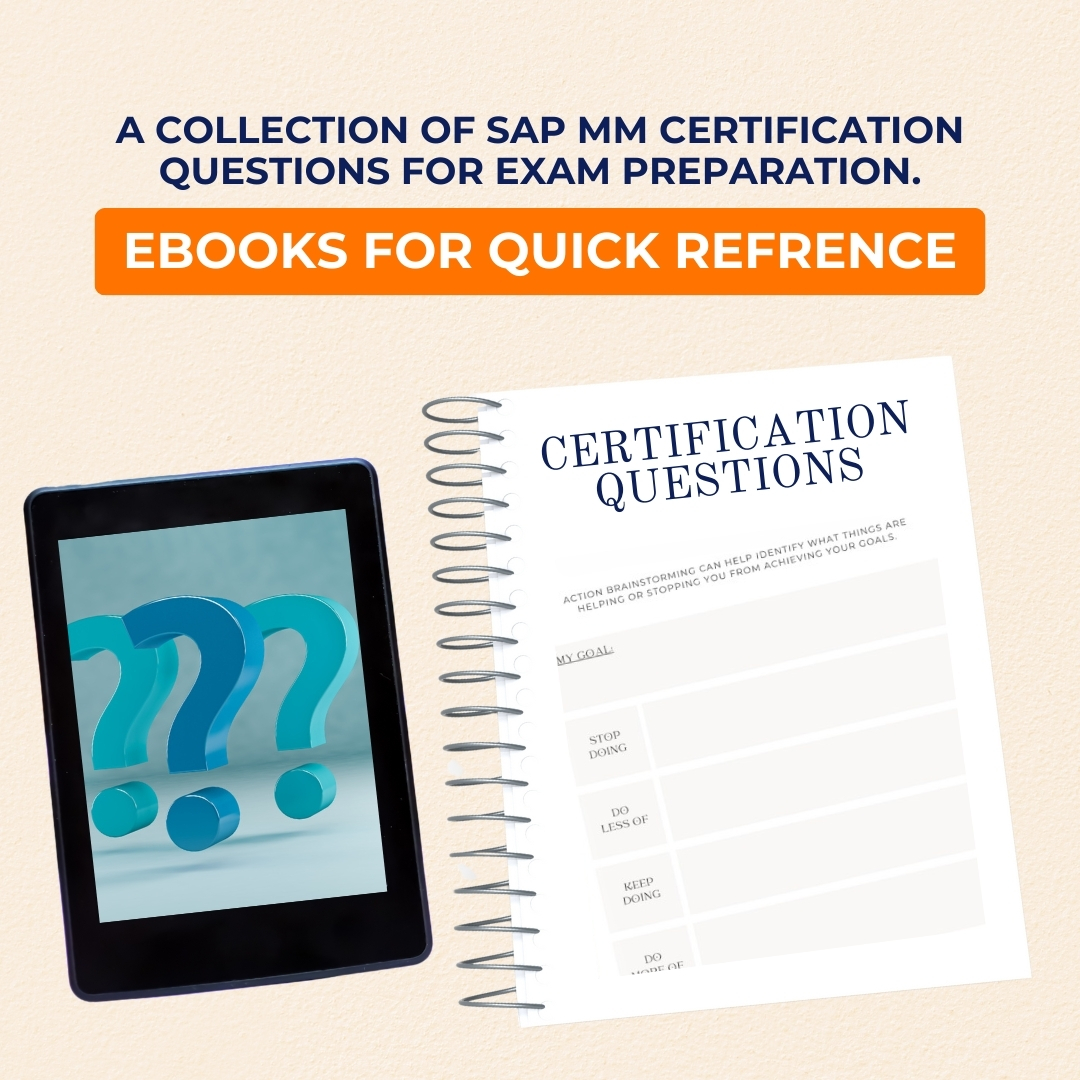 A COLLECTION OF SAP MM CERTIFICATION
QUESTIONS FOR EXAM PREPARATION.
EBOOKS FOR QUICK REFRENCE
CERTIFICATION
QUESTIONS
ACTION BRAINSTORMING CAN HELP IDENTIFY WHAT THINGS ARE
HELPING OR STOPPING YOU FROM ACHIEVING YOUR GOALS.
MY GOAL:
STOP
DOING
DO
LESS OF
KEEP
DOING
DO
MORE OF